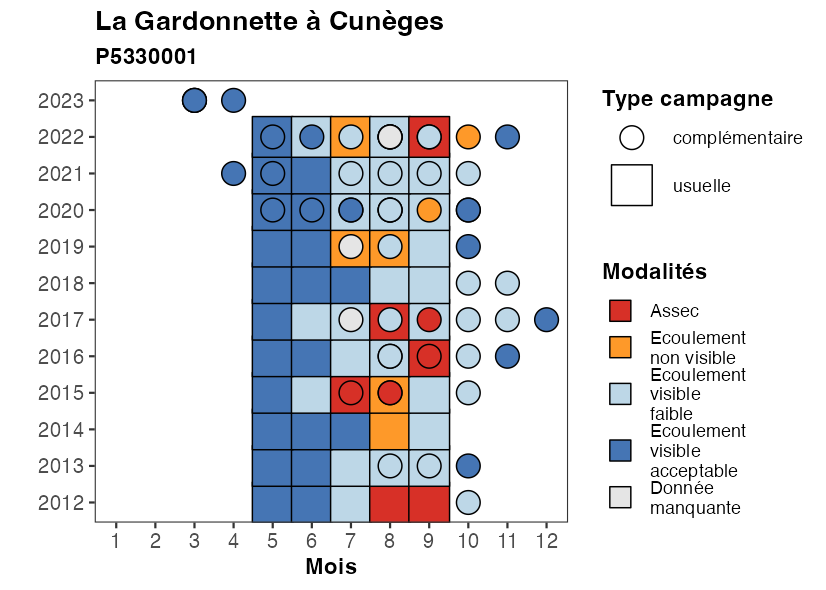 La Gardonnette à Cunèges
P5330001
2023
2022
2021
2020
2019
2018
2017
2016
2015
2014
2013
2012
1 2 3 4 5 6 7 8 9 10 11 12
Mois
Type campagne
complémentaire
usuelle
Modalités
Assec
Ecoulement
non visible
Ecoulement
visible
faible
Ecoulement
visible
acceptable
Donnée
manquante